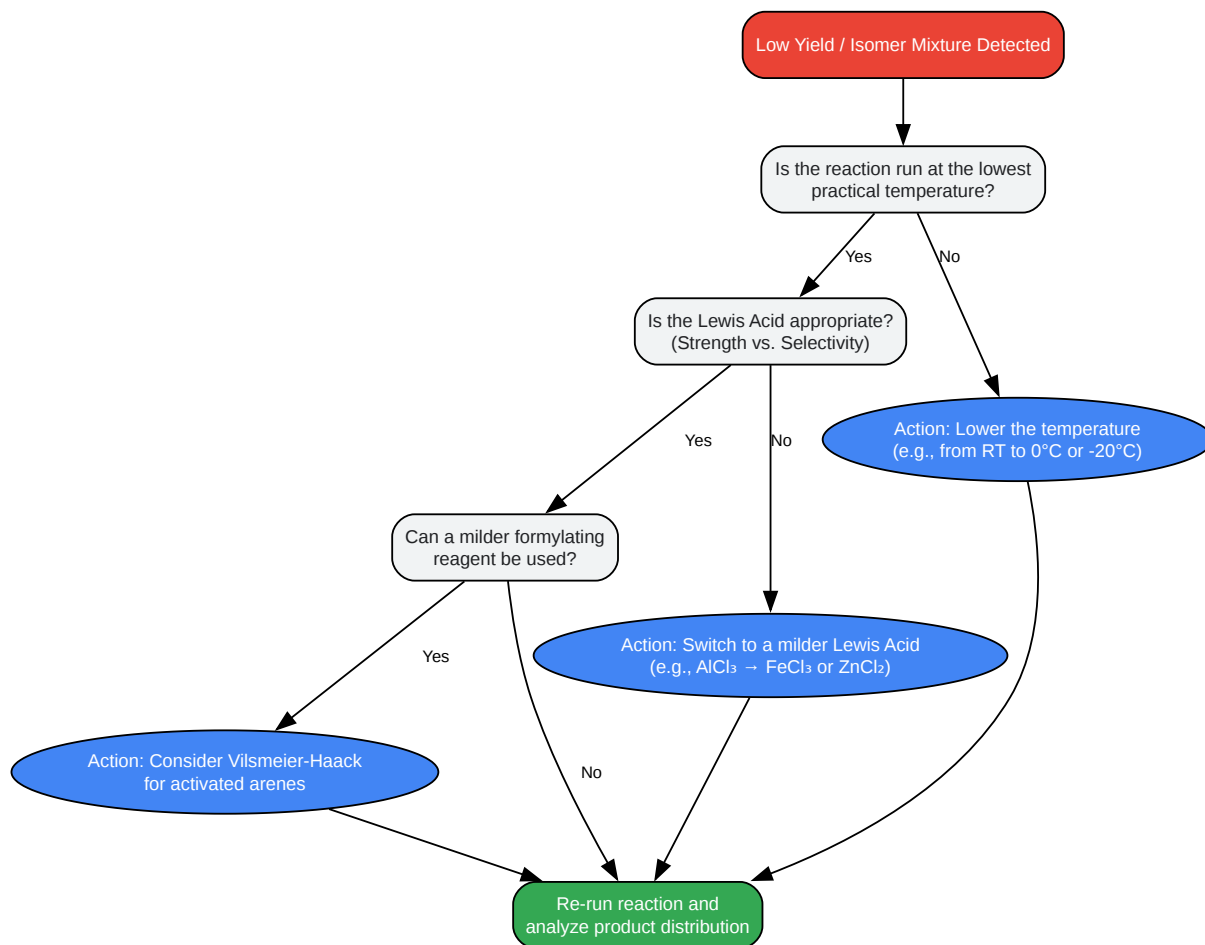 Low Yield / Isomer Mixture Detected
Is the reaction run at the lowest
practical temperature?
Yes
No
Is the Lewis Acid appropriate?
(Strength vs. Selectivity)
Yes
No
Action: Lower the temperature
(e.g., from RT to 0°C or -20°C)
Can a milder formylating
reagent be used?
Yes
No
Action: Switch to a milder Lewis Acid
(e.g., AlCl₃ → FeCl₃ or ZnCl₂)
Action: Consider Vilsmeier-Haack
for activated arenes
Re-run reaction and
analyze product distribution